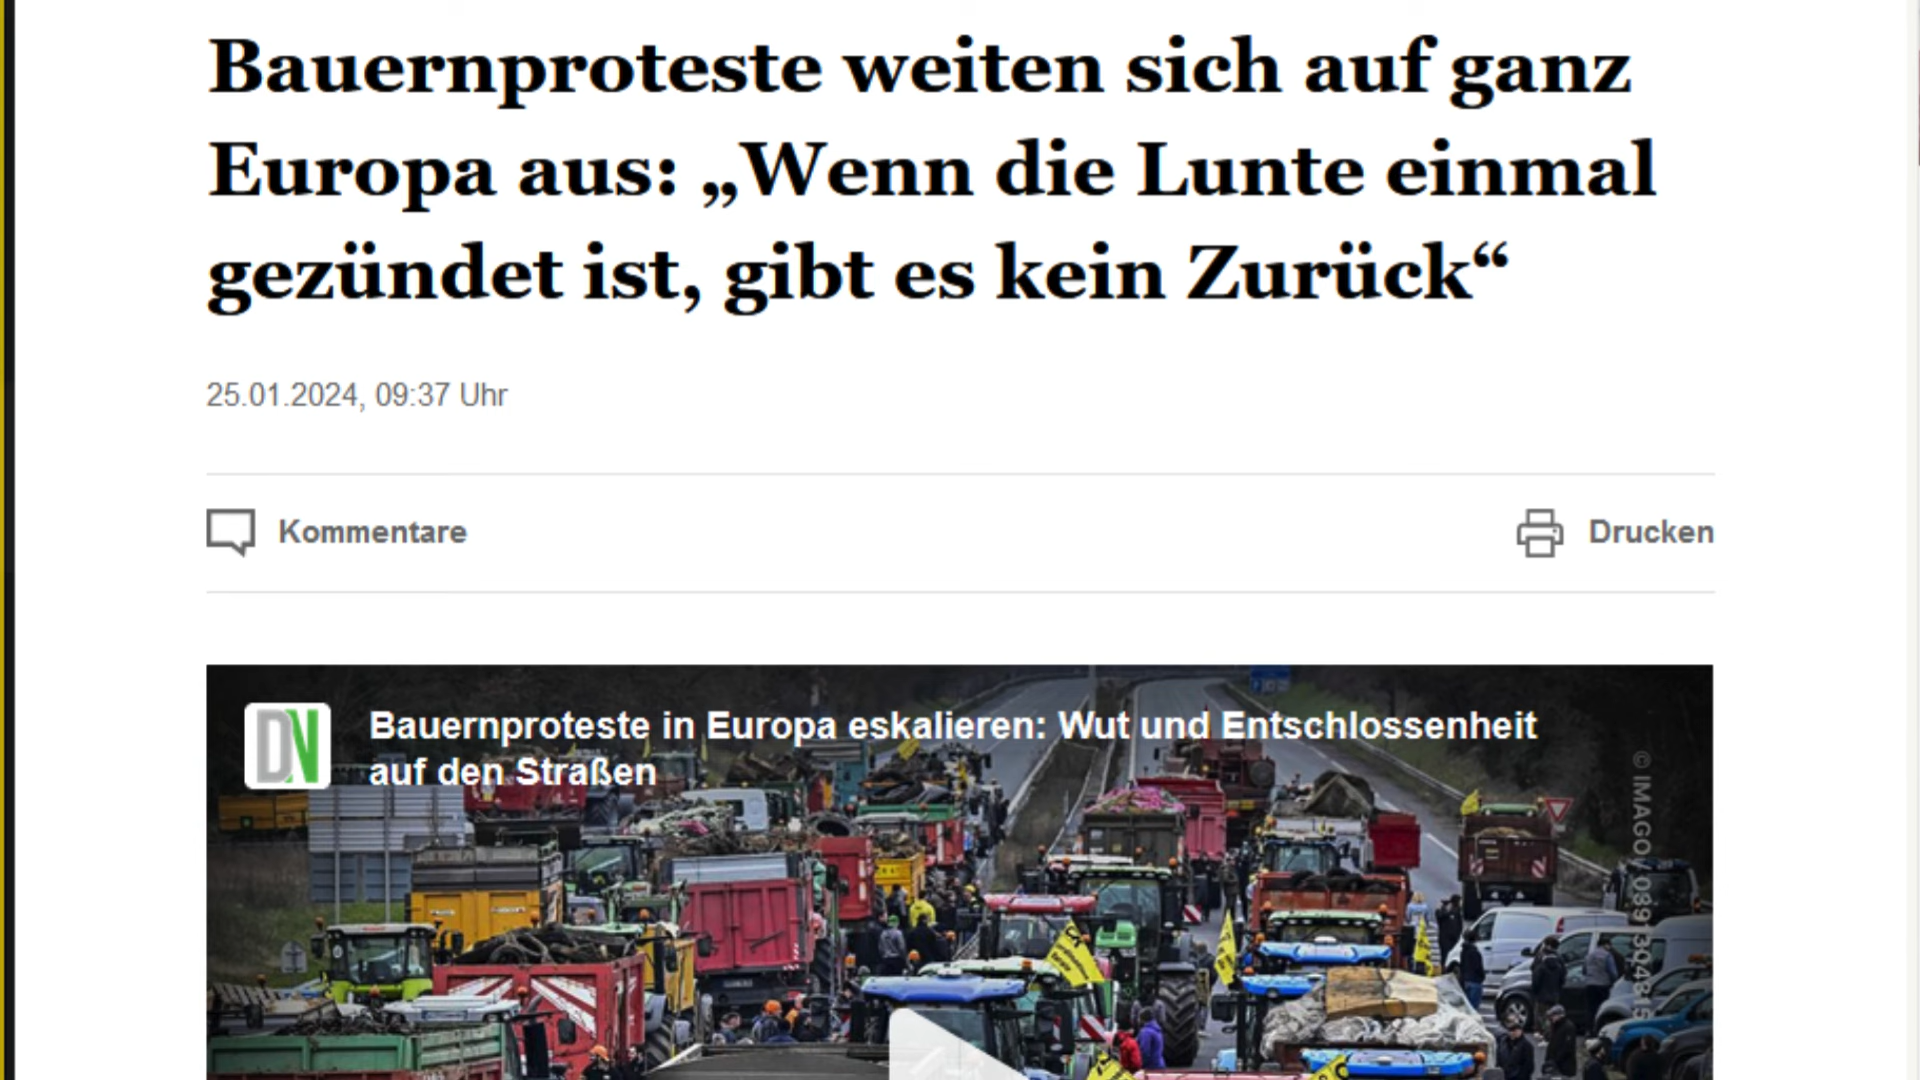 Bauernproteste weiten sich auf ganz
Europa aus: „Wenn die Lunte einmal
gezündet ist, gibt es kein Zurück“
25.01.2024, 09:37 Uhr
Kommentare
Drucken
DN
Bauernproteste in Europa eskalieren: Wut und Entschlossenheit
auf den Straßen
© IMAGO/